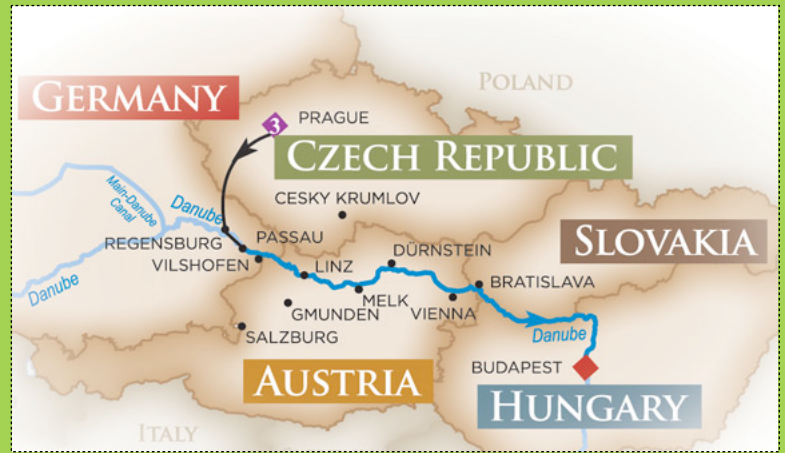 POLAND
GERMANY
3
PRAGUE
CZECH REPUBLIC
Main-Danube
Canal
Danube
CESKY KRUMLOV
REGENSBURG
PASSAU
VILSHOFEN
DÜRNSTEIN
SLOVAKIA
LINZ
BRATISLAVA
Danube
MELK
VIENNA
GMUNDEN
SALZBURG
Danube
BUDAPEST
AUSTRIA
HUNGARY
ITALY